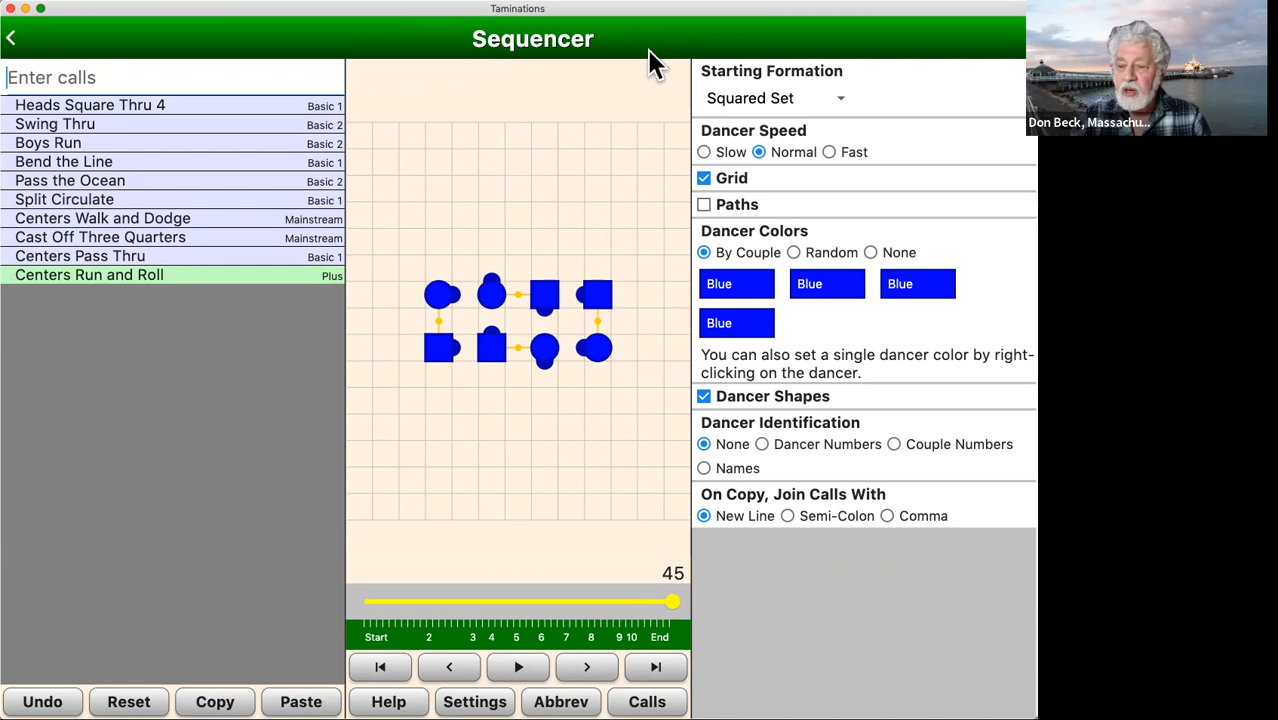 Taminations
Sequencer
Enter calls
Heads Square Thru 4 Basic 1
Swing Thru Basic 2
Boys Run Basic 2
Bend the Line Basic 1
Pass the Ocean Basic 2
Split Circulate Basic 1
Centers Walk and Dodge Mainstream
Cast Off Three Quarters Mainstream
Centers Pass Thru Basic 1
Centers Run and Roll Plus
45
Start 2 3 4 5 6 7 8 9 10 End
Undo Reset Copy Paste Help Settings Abbrev Calls
Starting Formation
Squared Set
Dancer Speed
Slow Normal Fast
Grid
Paths
Dancer Colors
By Couple Random None
Blue Blue Blue
Blue
You can also set a single dancer color by right-
clicking on the dancer.
Dancer Shapes
Dancer Identification
None Dancer Numbers Couple Numbers
Names
On Copy, Join Calls With
New Line Semi-Colon Comma
Don Beck, Massachu...